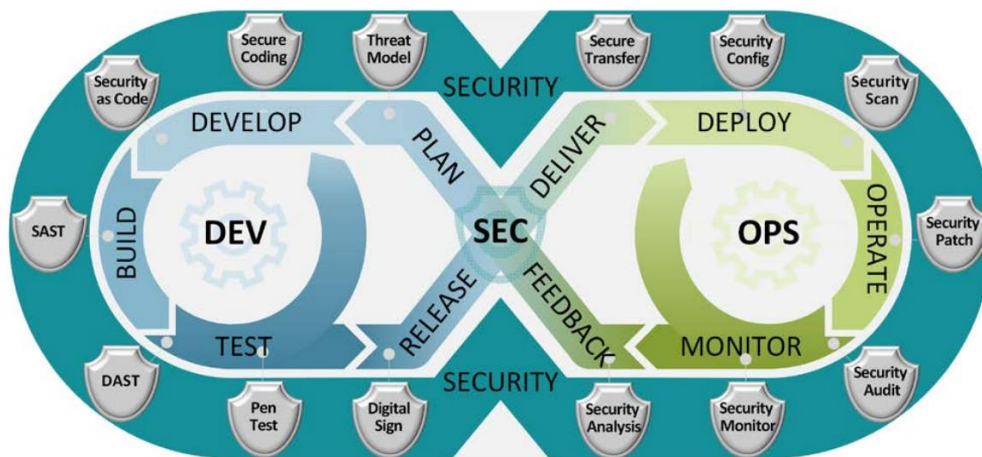 Secure
Coding
Threat
Model
Secure
Transfer
Security
Config
Security
as Code
SECURITY
Security
Scan
DEVELOP
PLAN
DELIVER
DEPLOY
SAST
BUILD
DEV
SEC
OPS
OPERATE
Security
Patch
TEST
RELEASE
FEEDBACK
MONITOR
DAST
SECURITY
Security
Audit
Pen
Test
Digital
Sign
Security
Analysis
Security
Monitor